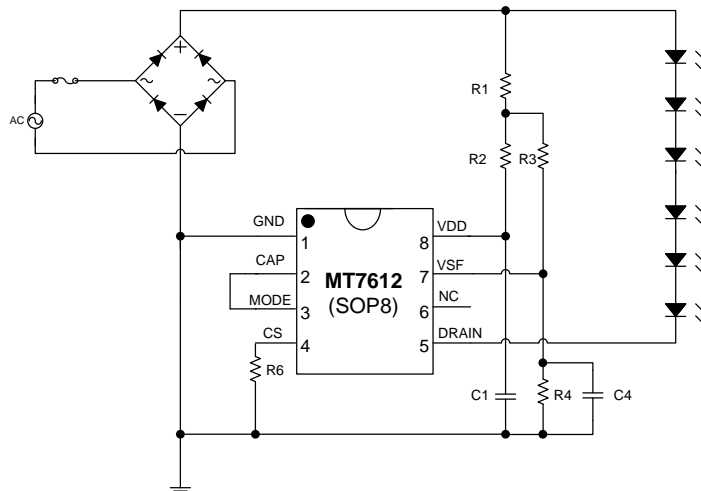 +
R1
AC
−
R2
R3
GND
VDD
1
8
CAP
VSF
2
MT7612
7
MODE
(SOP8)
NC
3
6
CS
DRAIN
4
5
R6
C1
R4
C4